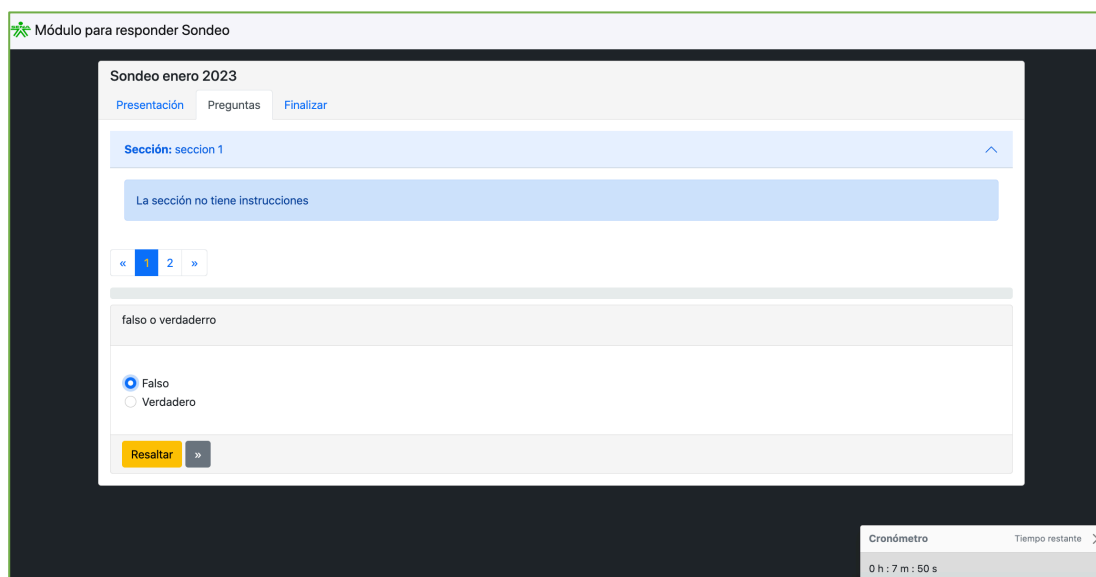 Módulo para responder Sondeo
Sondeo enero 2023
Presentación Preguntas Finalizar
Sección: seccion 1
La sección no tiene instrucciones
« 1 2 »
falso o verdaderro
Falso
Verdadero
Resaltar »
Cronómetro Tiempo restante
0 h : 7 m : 50 s